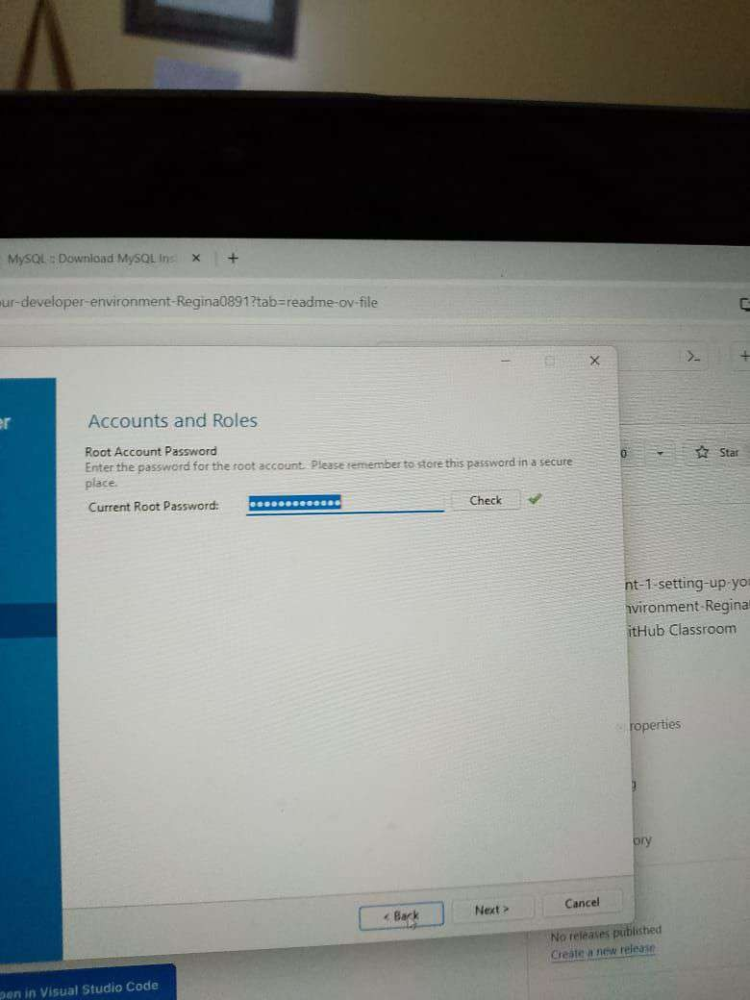 MySQL :: Download MySQL Ins
ur-developer-environment-Regina0891?tab=readme-ov-file
er
Accounts and Roles
Root Account Password
Enter the password for the root account. Please remember to store this password in a secure
place.
Current Root Password:
Check
0
Star
nt-1-setting-up-you
nvironment-Regina
itHub Classroom
roperties
g
ory
< Back
Next >
Cancel
No releases published
Create a new release
pen in Visual Studio Code